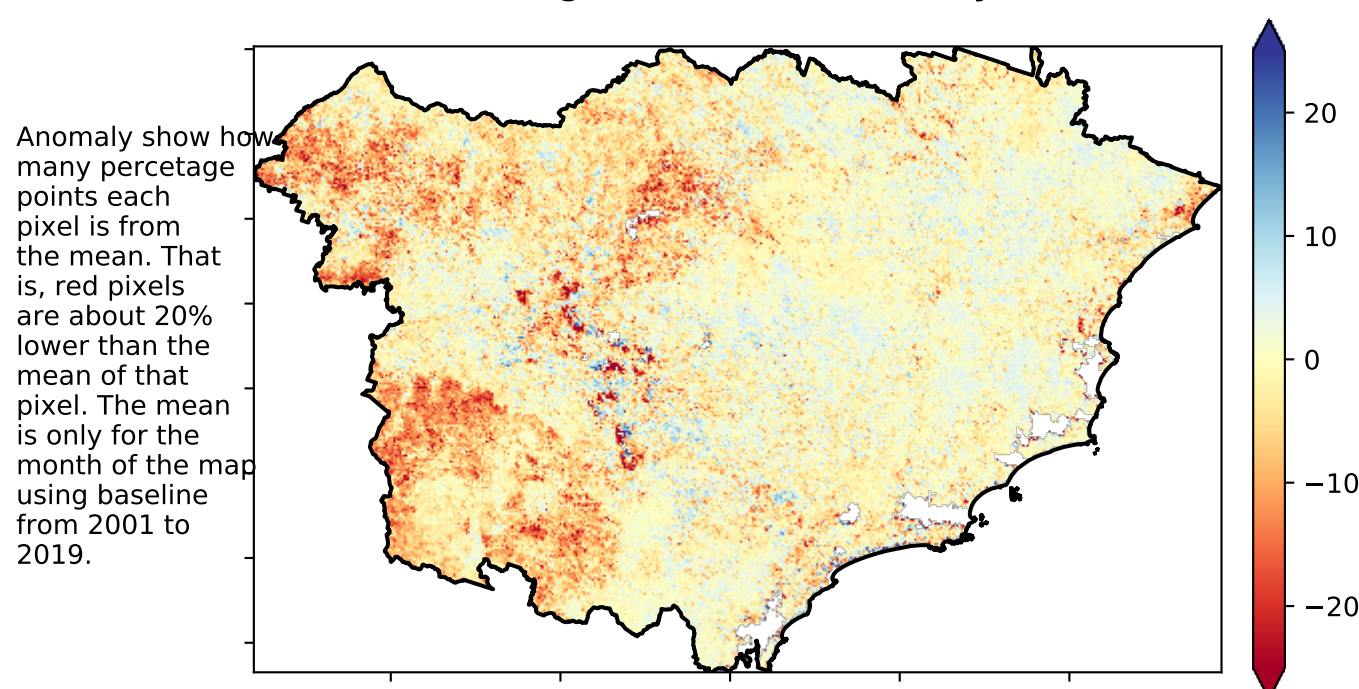 Anomaly show how
many percetage
points each
pixel is from
the mean. That
is, red pixels
are about 20%
lower than the
mean of that
pixel. The mean
is only for the
month of the map
using baseline
from 2001 to
2019.
20
10
0
−10
−20